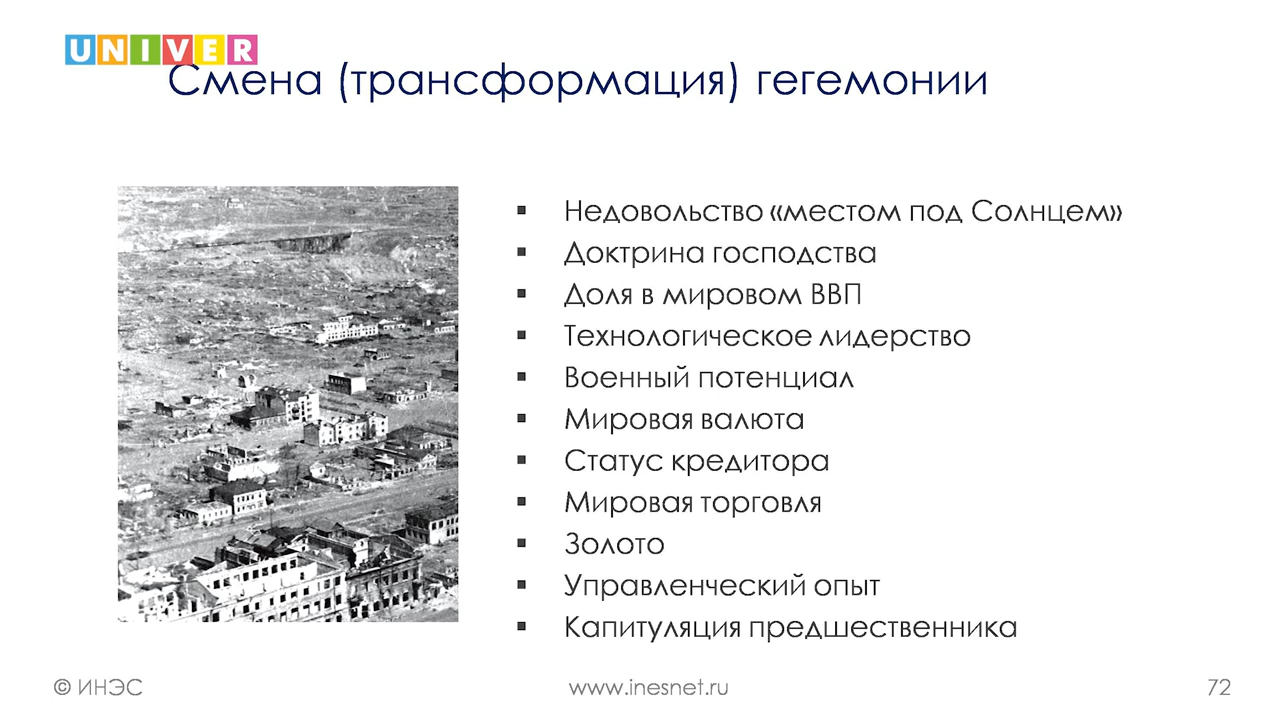 UNIVER
Смена (трансформация) гегемонии
▪ Недовольство «местом под Солнцем»
▪ Доктрина господства
▪ Доля в мировом ВВП
▪ Технологическое лидерство
▪ Военный потенциал
▪ Мировая валюта
▪ Статус кредитора
▪ Мировая торговля
▪ Золото
▪ Управленческий опыт
▪ Капитуляция предшественника
© ИНЭС www.inesnet.ru 72